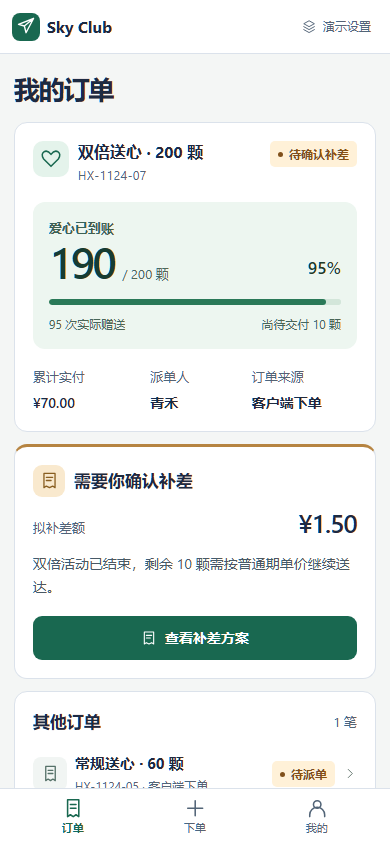 Sky Club
演示设置
我的订单
双倍送心 · 200 颗
HX-1124-07
待确认补差
爱心已到账
190 / 200 颗
95%
95 次实际赠送
尚待交付 10 颗
累计实付
派单人
订单来源
¥70.00
青禾
客户端下单
需要你确认补差
拟补差额
¥1.50
双倍活动已结束，剩余 10 颗需按普通期单价继续送
达。
查看补差方案
其他订单
1 笔
常规送心 · 60 颗
HX-1124-05 · 客户端下单
待派单
订单
下单
我的